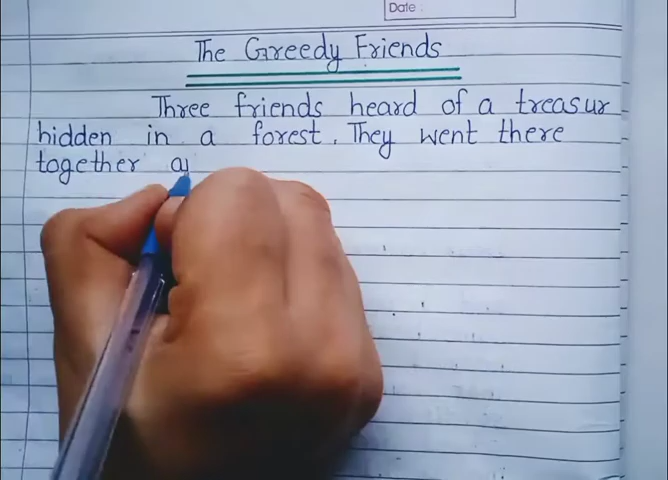 Date :
The Greedy Friends
Three friends heard of a treasur
hidden in a forest. They went there
together